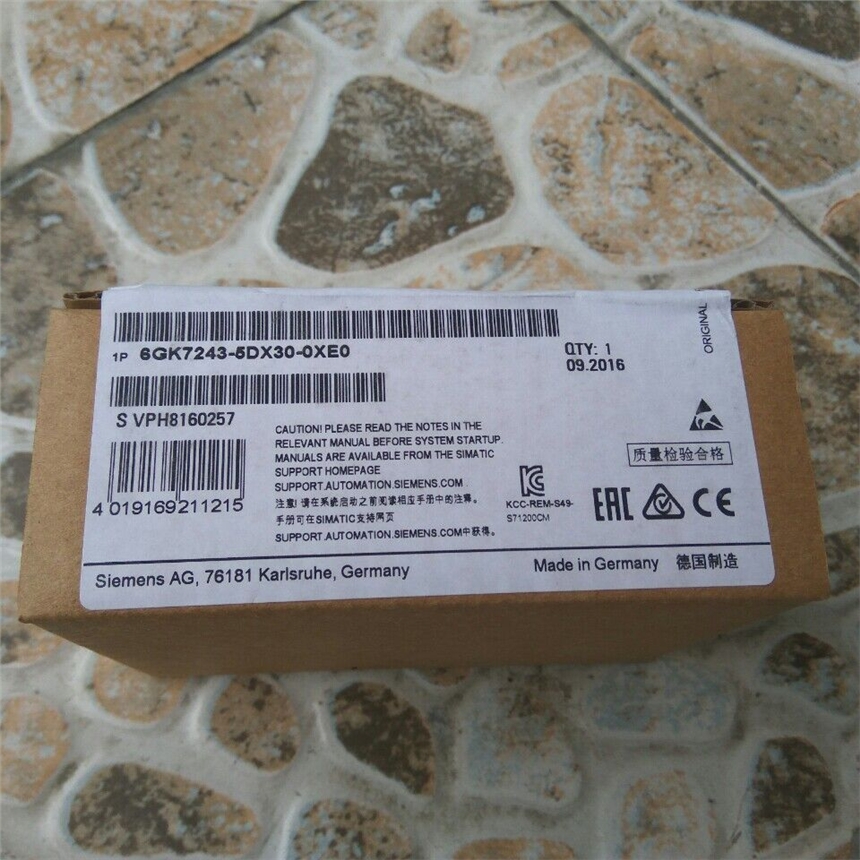 1P 6GK7243-5DX30-0XE0
QTY: 1
09.2016
ORIGINAL
S VPH8160257
CAUTION! PLEASE READ THE NOTES IN THE
RELEVANT MANUAL BEFORE SYSTEM STARTUP.
MANUALS ARE AVAILABLE FROM THE SIMATIC
SUPPORT HOMEPAGE
SUPPORT.AUTOMATION.SIEMENS.COM
注意! 请在系统启动之前阅读相应手册中的注释。
手册可在SIMATIC支持网页
SUPPORT.AUTOMATION.SIEMENS.COM中获得。
4 019169211215
质量检验合格
KCC-REM-S49-
S71200CM
EAC
CE
Siemens AG, 76181 Karlsruhe, Germany
Made in Germany 德国制造